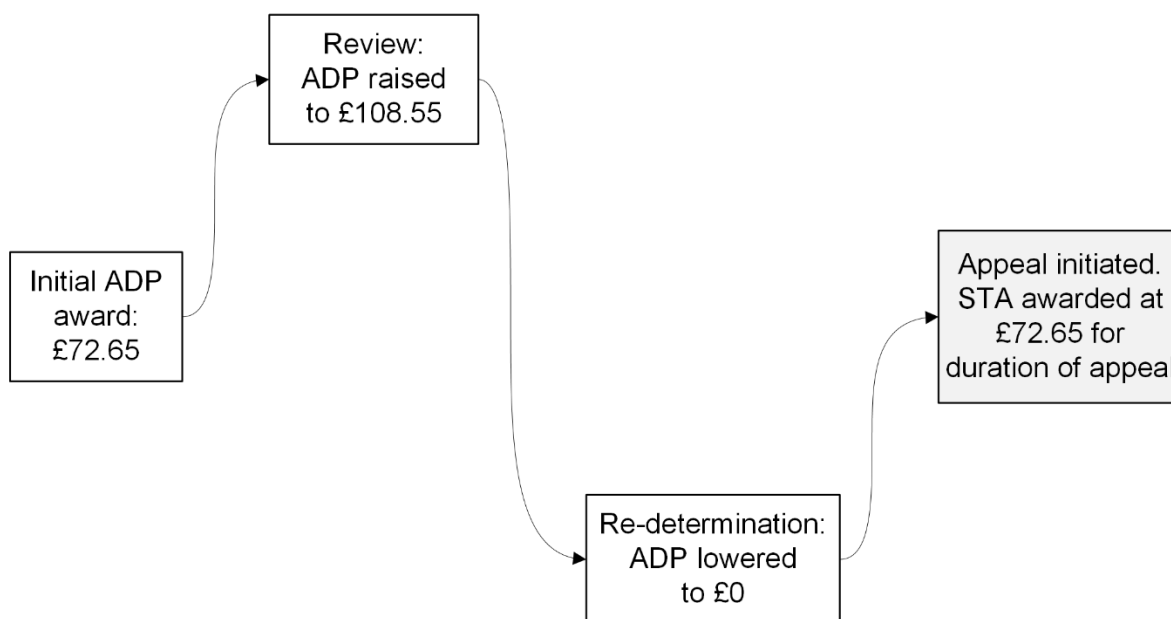 Initial ADP
award:
£72.65
Review:
ADP raised
to £108.55
Re-determination:
ADP lowered
to £0
Appeal initiated.
STA awarded at
£72.65 for
duration of appeal